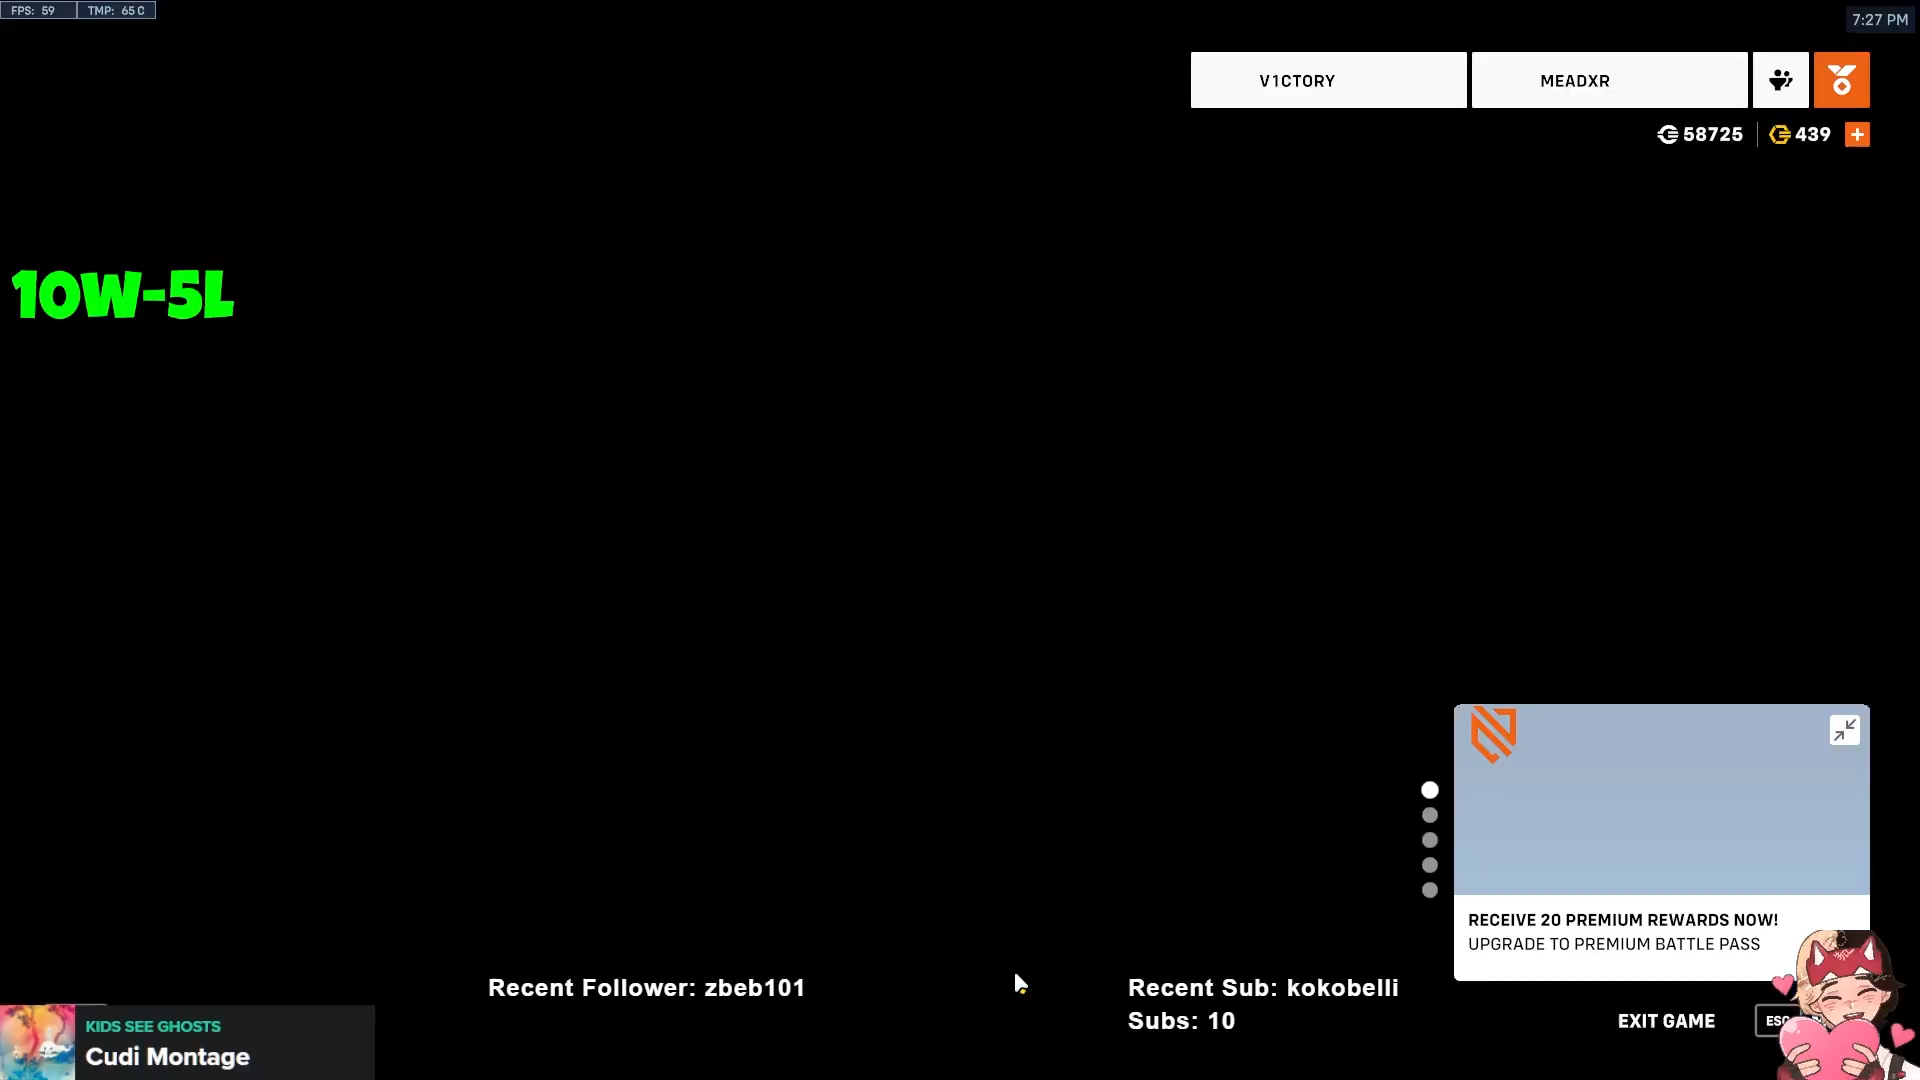 FPS: 59 TMP: 65 C
7:27 PM
V1CTORY
MEADXR
58725
439
10W-5L
RECEIVE 20 PREMIUM REWARDS NOW!
UPGRADE TO PREMIUM BATTLE PASS
Recent Follower: zbeb101
Recent Sub: kokobelli
Subs: 10
EXIT GAME
ESC
KIDS SEE GHOSTS
Cudi Montage